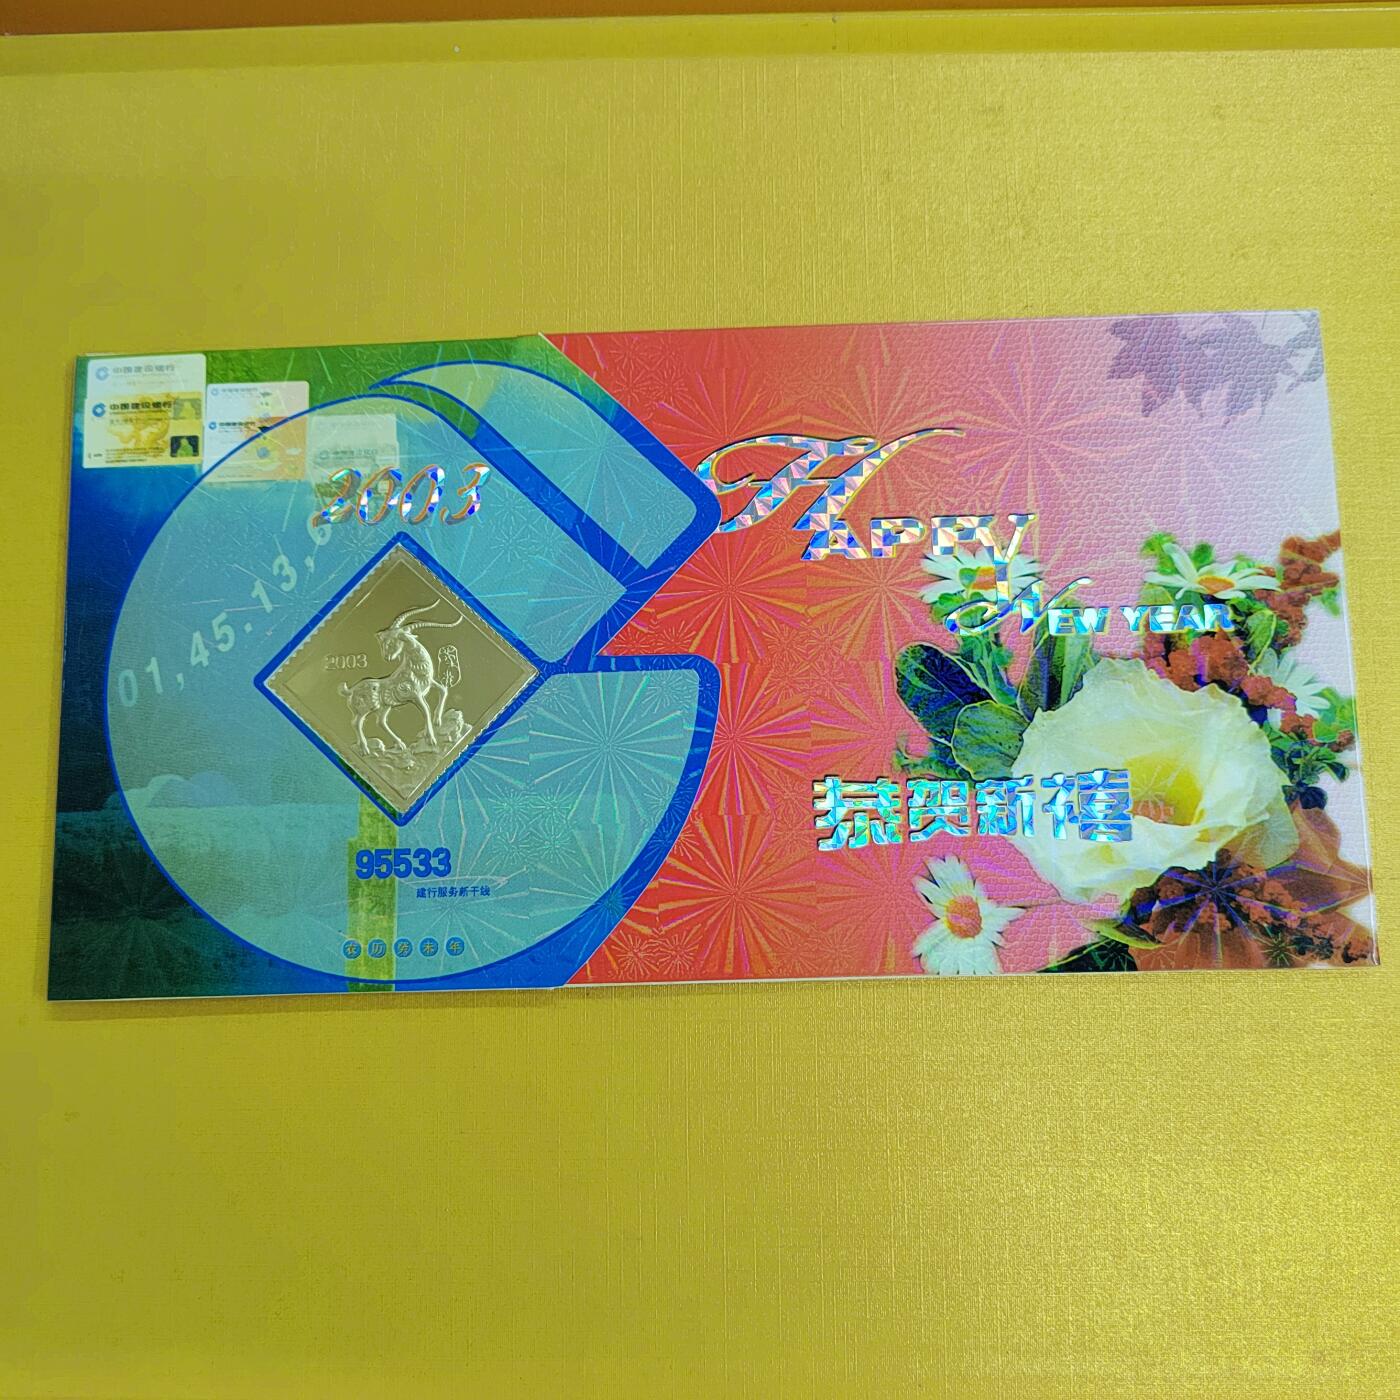 中国建设银行
中国建设银行
2003
01,45.13,6
2003
癸未
95533
建行服务新干线
农历癸未年
HAPPY
NEW YEAR
恭贺新禧